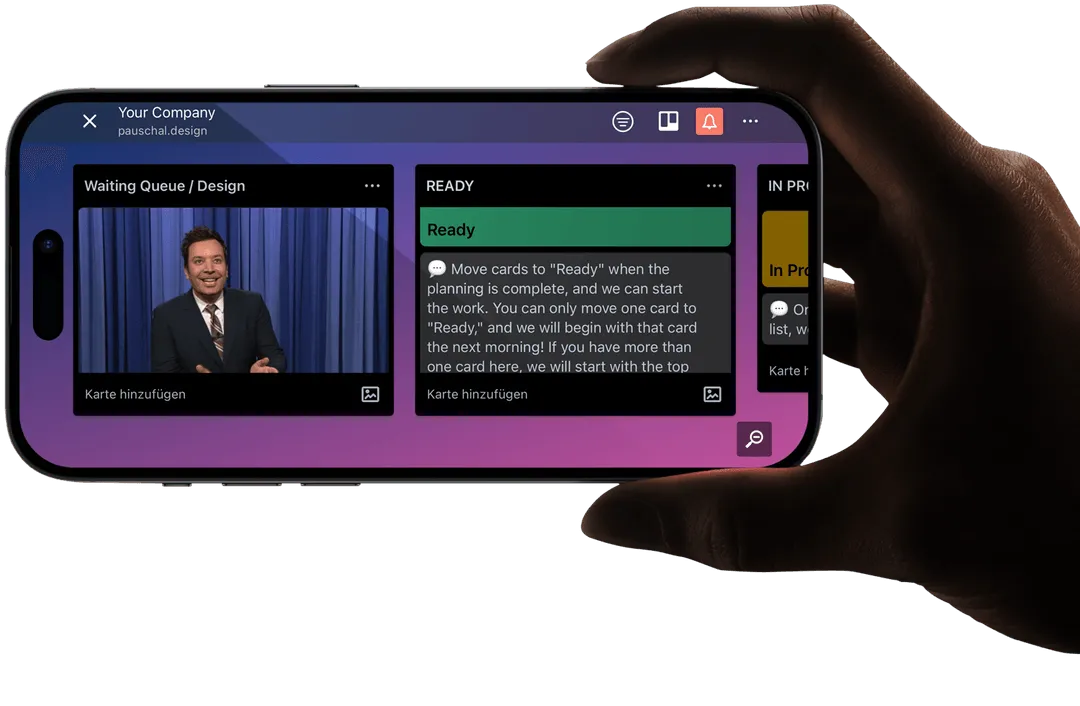 Your Company
pauschal.design
Waiting Queue / Design
Karte hinzufügen
READY
Ready
💬 Move cards to "Ready" when the
planning is complete, and we can start
the work. You can only move one card to
"Ready," and we will begin with that card
the next morning! If you have more than
one card here, we will start with the top
Karte hinzufügen
IN
In
💬
list,
Karte